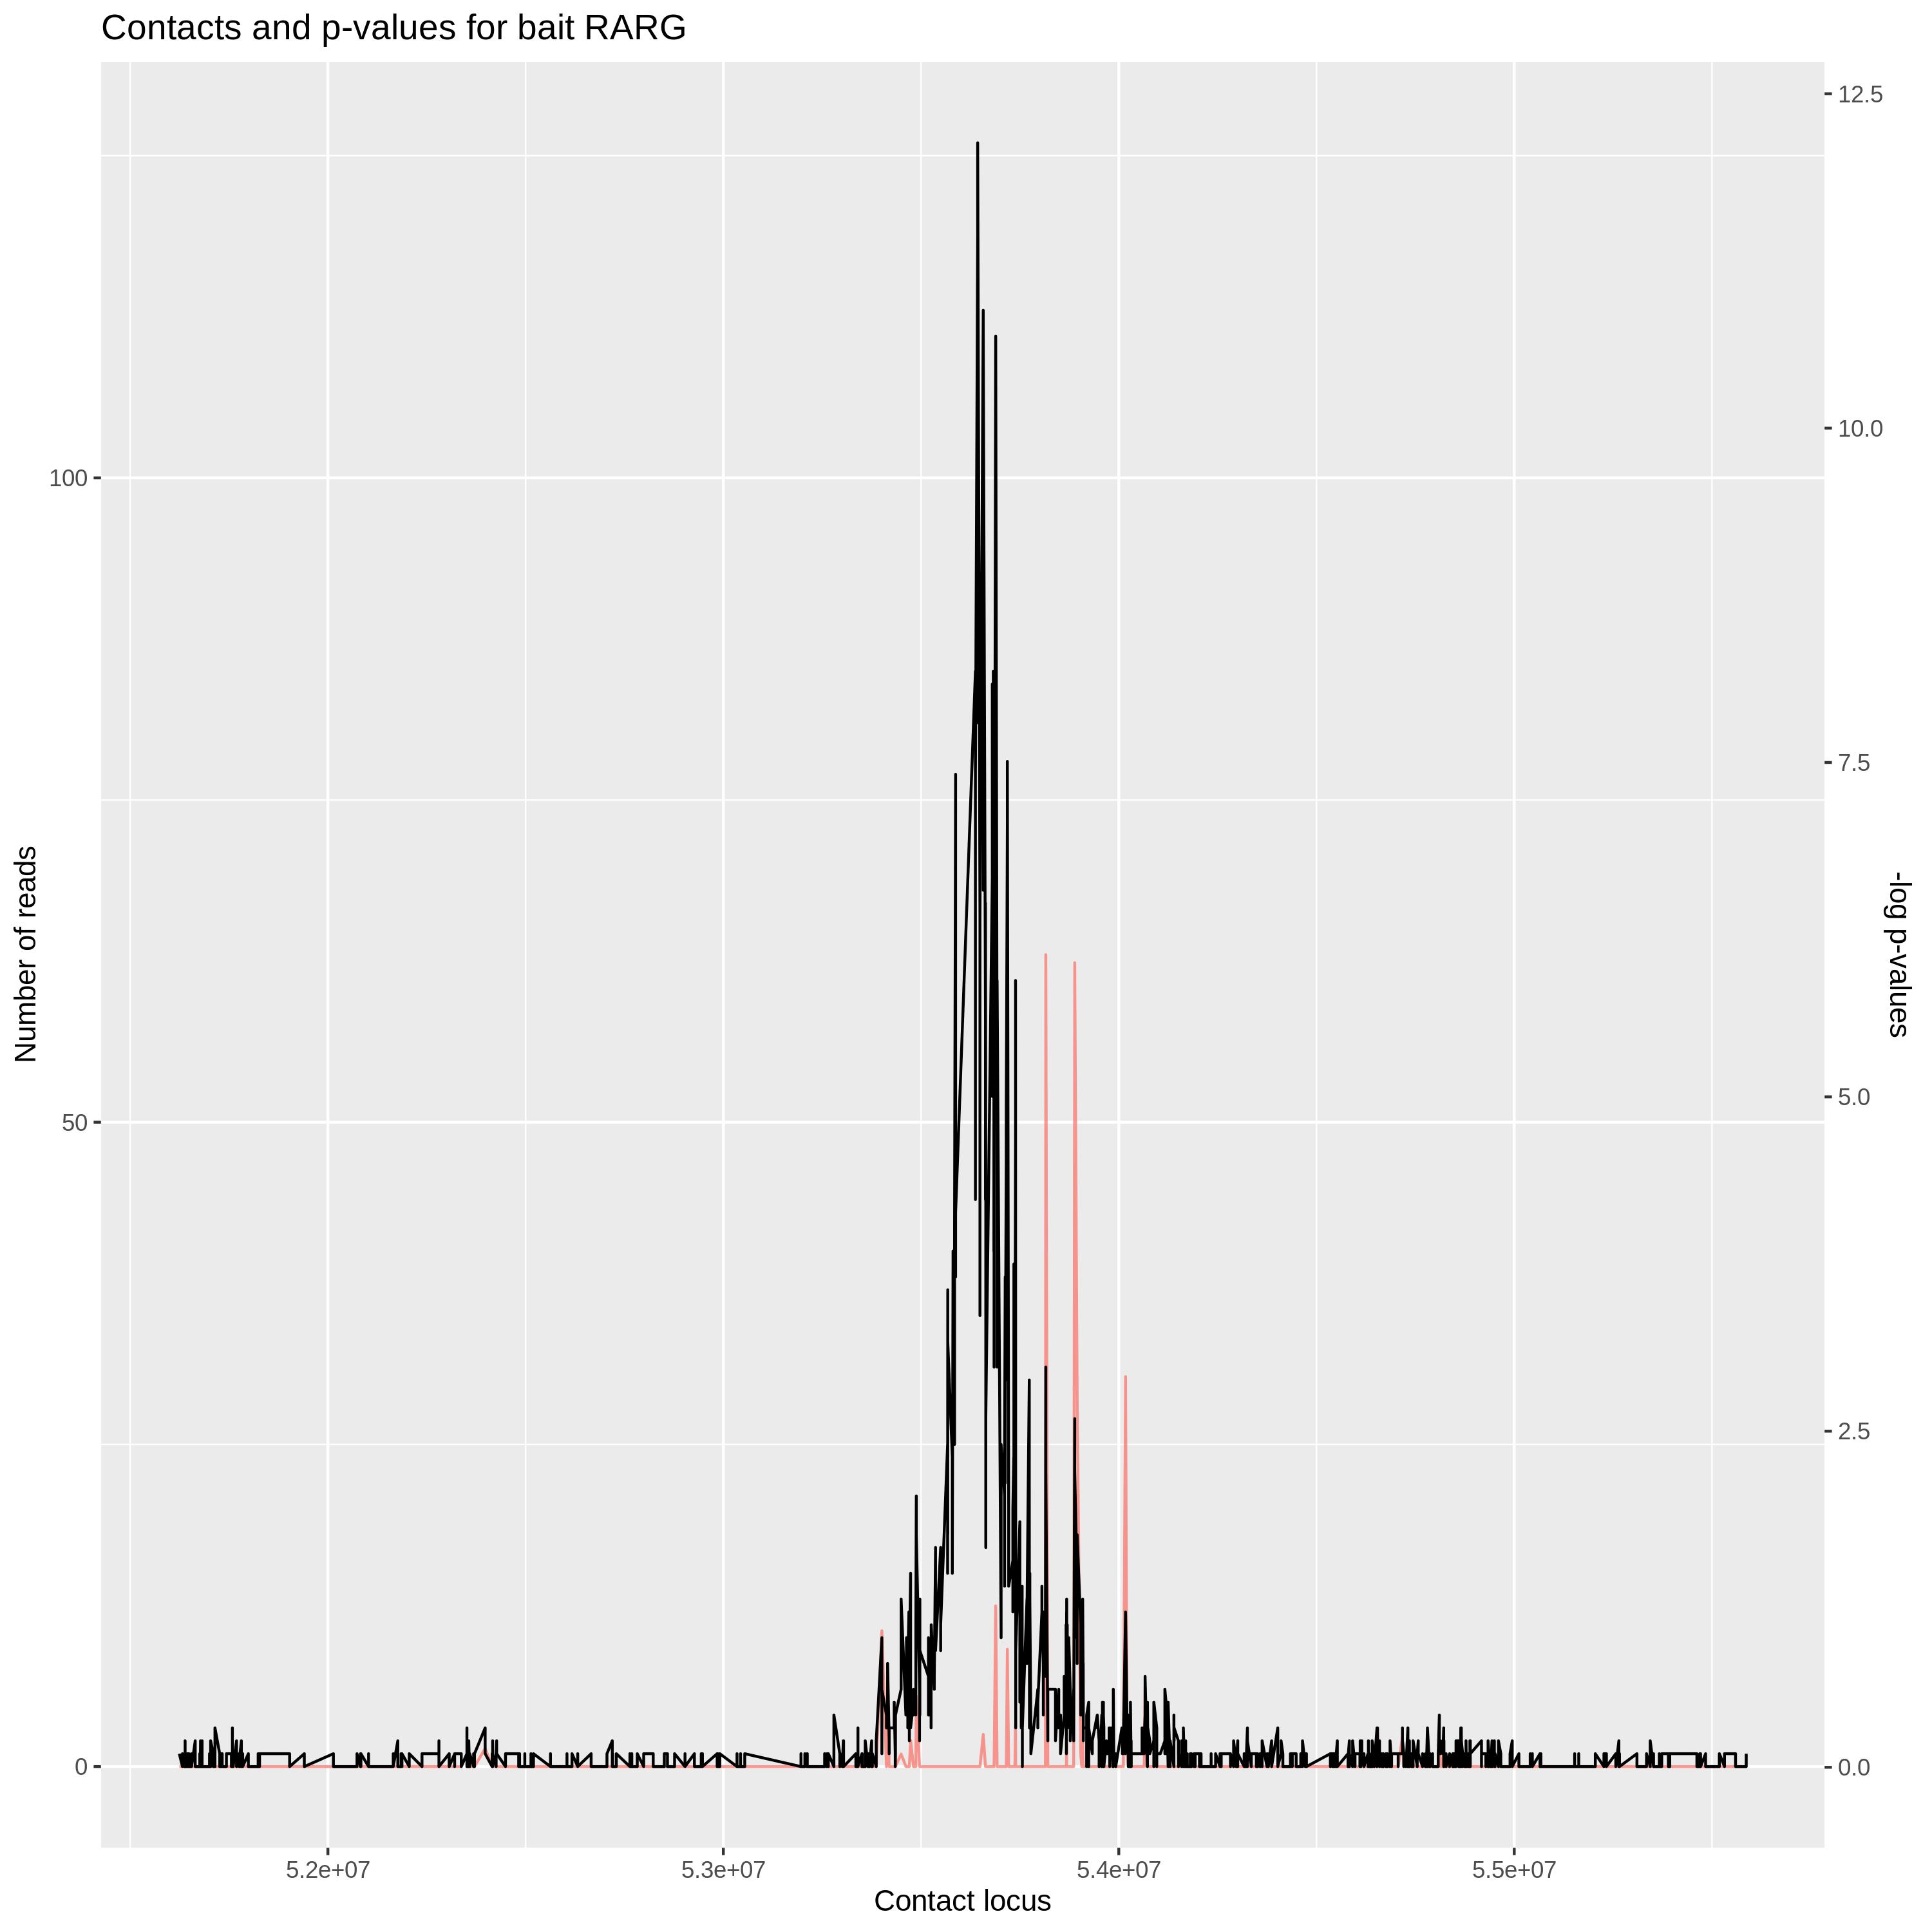 Contacts and p-values for bait RARG
12.5
10.0
100
7.5
Number of reads
-log p-values
5.0
50
2.5
0
0.0
5.2e+07 5.3e+07 5.4e+07 5.5e+07
Contact locus